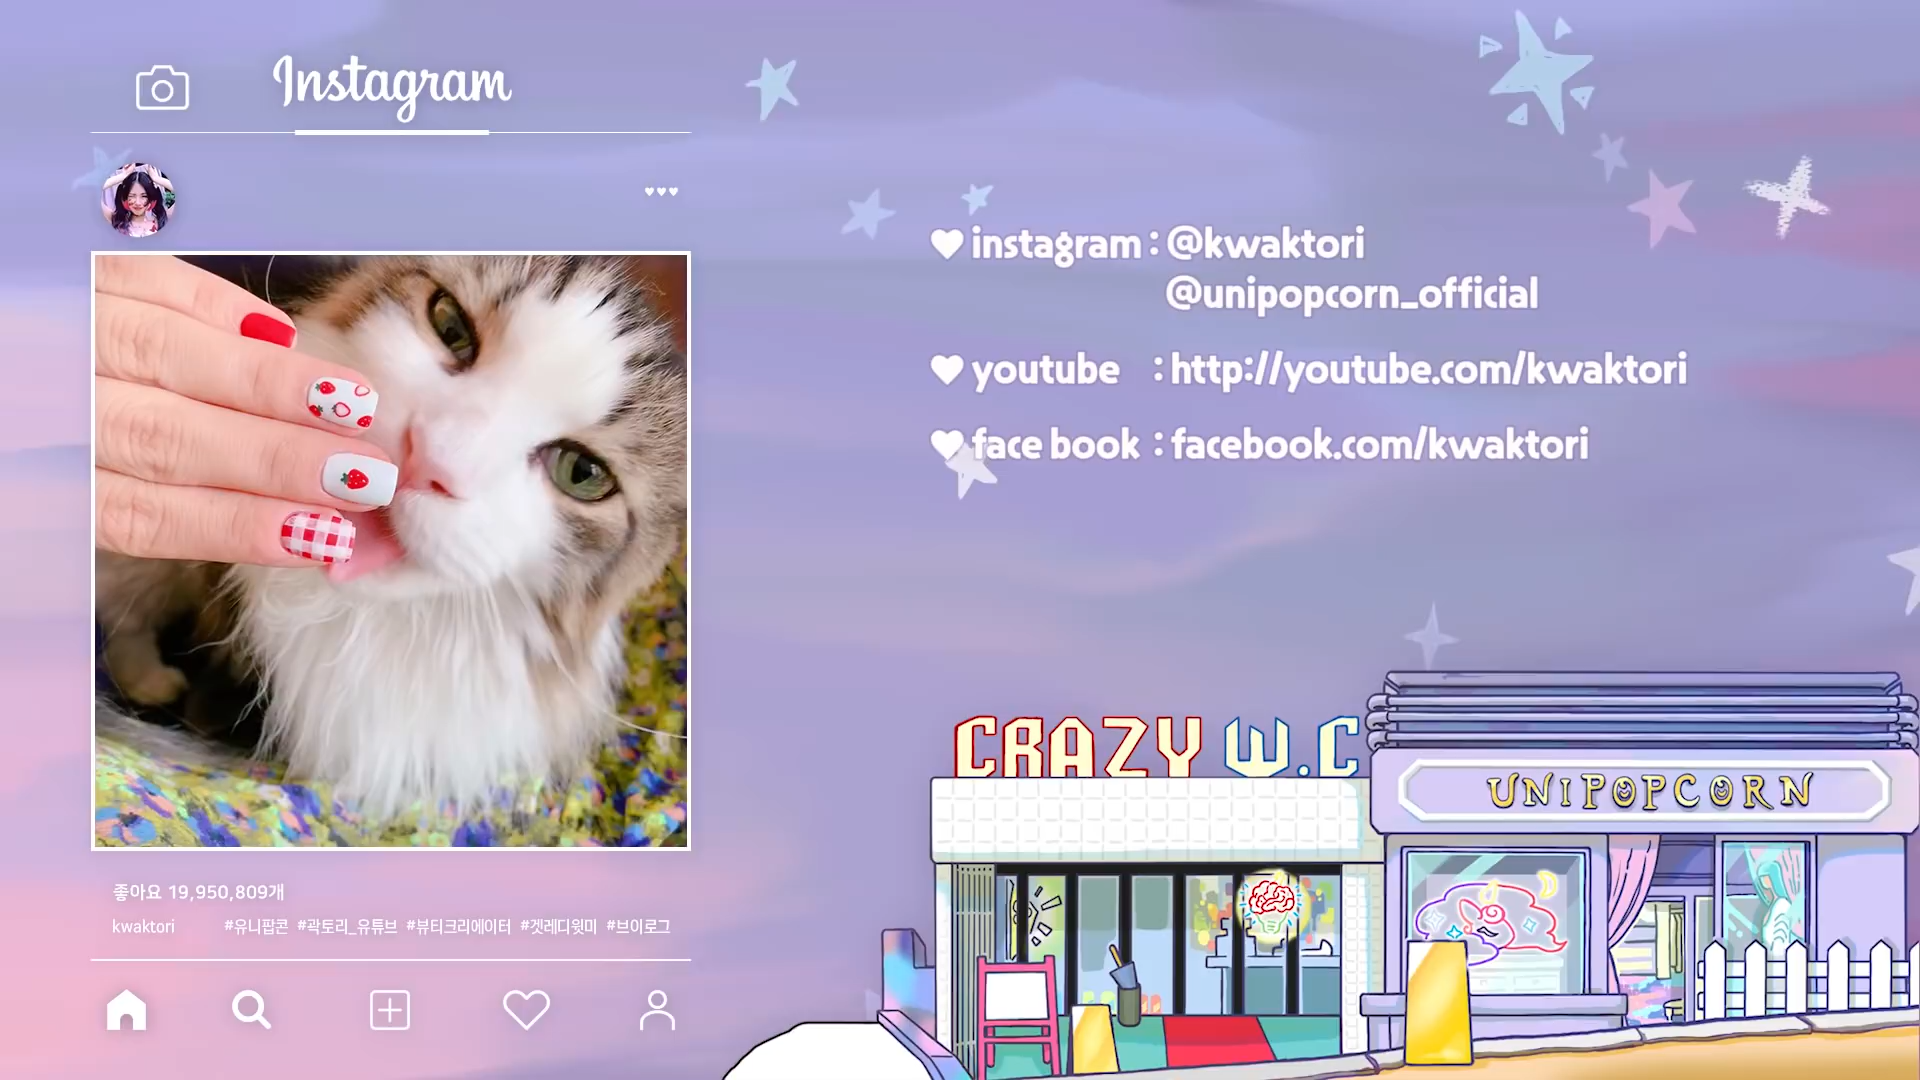 Instagram
instagram : @kwaktori
@unipopcorn_official
youtube : http://youtube.com/kwaktori
face book : facebook.com/kwaktori
CRAZY W.C
UNIPOPCORN
좋아요 19,950,809개
kwaktori #유니팝콘 #곽토리_유튜브 #뷰티크리에이터 #겟레디윗미 #브이로그